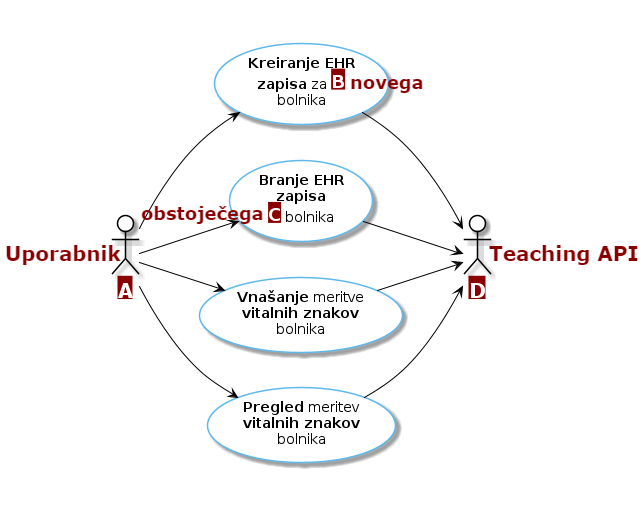 Kreiranje EHR
zapisa za B novega
bolnika
Branje EHR
zapisa
obstoječega C bolnika
Uporabnik
A
Teaching API
D
Vnašanje meritve
vitalnih znakov
bolnika
Pregled meritev
vitalnih znakov
bolnika